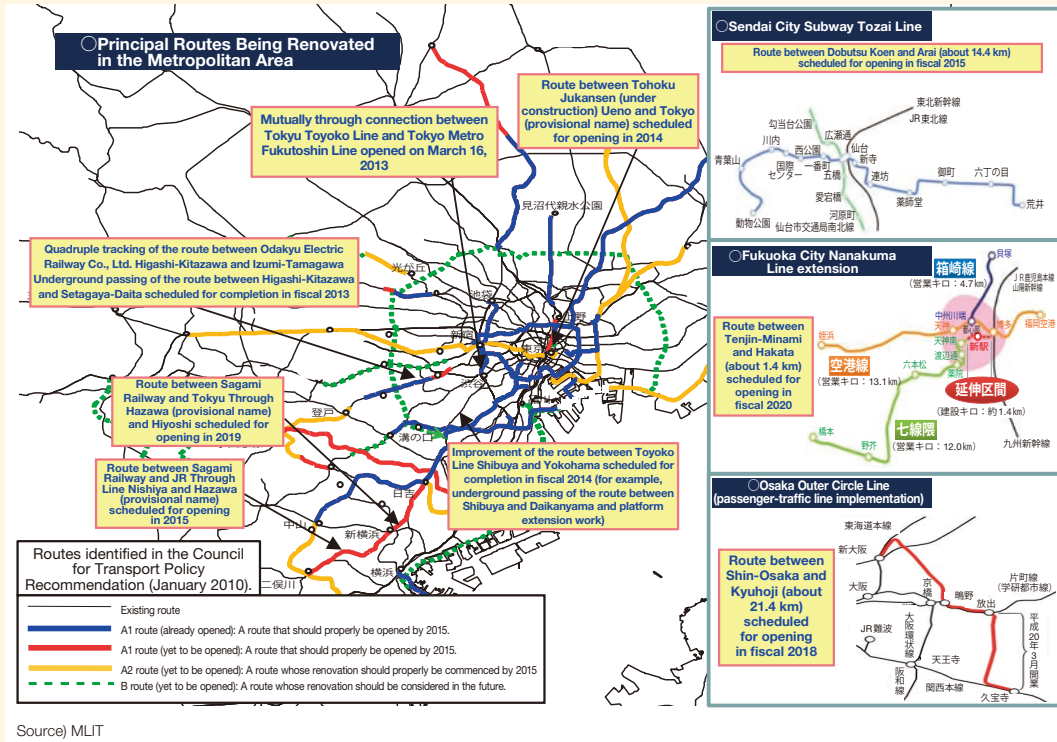 ○Principal Routes Being Renovated
in the Metropolitan Area
Mutually through connection between
Tokyu Toyoko Line and Tokyo Metro
Fukutoshin Line opened on March 16,
2013
Route between Tohoku
Jukansen (under
construction) Ueno and Tokyo
(provisional name) scheduled
for opening in 2014
Quadruple tracking of the route between Odakyu Electric
Railway Co., Ltd. Higashi-Kitazawa and Izumi-Tamagawa
Underground passing of the route between Higashi-Kitazawa
and Setagaya-Daita scheduled for completion in fiscal 2013
Route between Sagami
Railway and Tokyu Through
Hazawa (provisional name)
and Hiyoshi scheduled for
opening in 2019
Route between Sagami
Railway and JR Through
Line Nishiya and Hazawa
(provisional name)
scheduled for opening
in 2015
Improvement of the route between Toyoko
Line Shibuya and Yokohama scheduled for
completion in fiscal 2014 (for example,
underground passing of the route between
Shibuya and Daikanyama and platform
extension work)
見沼代親水公園
光が丘
池袋
上野
新宿
東京
渋谷
登戸
溝の口
日吉
中山
新横浜
横浜
二俣川
Routes identified in the Council
for Transport Policy
Recommendation (January 2010).
Existing route
A1 route (already opened): A route that should properly be opened by 2015.
A1 route (yet to be opened): A route that should properly be opened by 2015.
A2 route (yet to be opened): A route whose renovation should properly be commenced by 2015
B route (yet to be opened): A route whose renovation should be considered in the future.
○Sendai City Subway Tozai Line
Route between Dobutsu Koen and Arai (about 14.4 km)
scheduled for opening in fiscal 2015
東北新幹線
JR東北線
勾当台公園
広瀬通
川内
西公園
仙台
青葉山
国際
センター
一番町
五橋
新寺
連坊
御町
六丁の目
愛宕橋
薬師堂
荒井
河原町
動物公園
仙台市交通局南北線
○Fukuoka City Nanakuma
Line extension
Route between
Tenjin-Minami
and Hakata
(about 1.4 km)
scheduled for
opening in
fiscal 2020
貝塚
箱崎線
(営業キロ：4.7km)
JR鹿児島本線
山陽新幹線
中州川端
天神
博多
福岡空港
姪浜
天神南
新駅
渡辺通
薬院
空港線
(営業キロ：13.1km)
六本松
延伸区間
(建設キロ：約1.4km)
橋本
七線隈
野芥
(営業キロ：12.0km)
九州新幹線
○Osaka Outer Circle Line
(passenger-traffic line implementation)
Route between
Shin-Osaka and
Kyuhoji (about
21.4 km)
scheduled
for opening
in fiscal 2018
東海道本線
新大阪
大阪
京橋
鴫野
放出
片町線
(学研都市線)
JR難波
大阪環状線
天王寺
平成20年3月開業
阪和線
関西本線
久宝寺
Source) MLIT